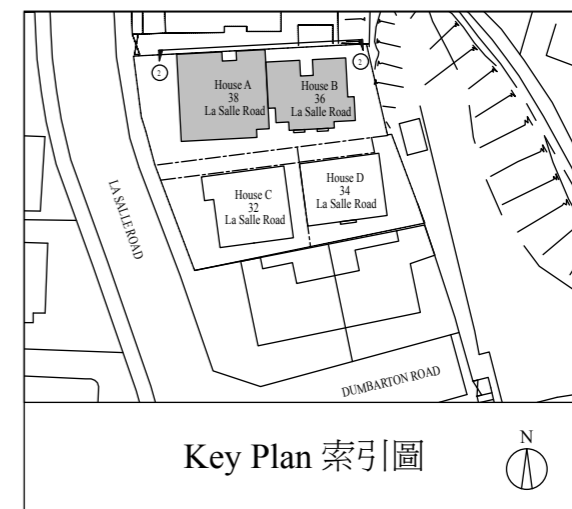 2
2
House A
38
La Salle Road
House B
36
La Salle Road
LA SALLE ROAD
House C
32
La Salle Road
House D
34
La Salle Road
DUMBARTON ROAD
Key Plan 索引圖
N